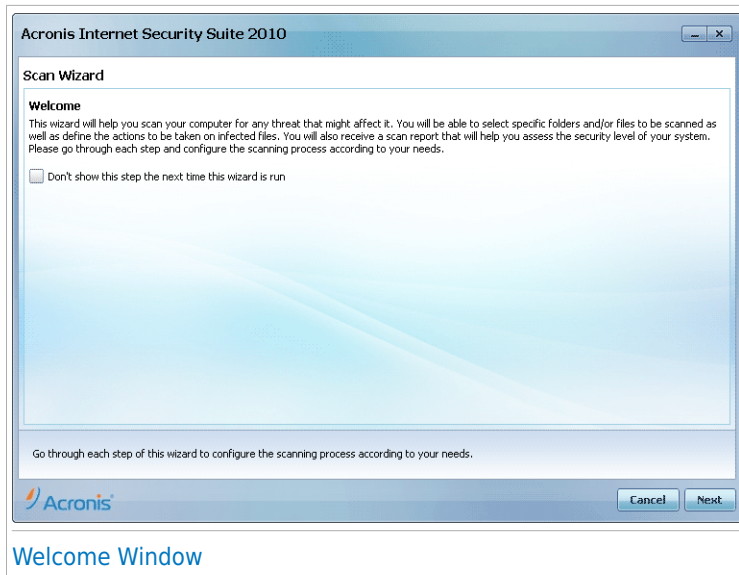 Acronis Internet Security Suite 2010
Scan Wizard
Welcome
This wizard will help you scan your computer for any threat that might affect it. You will be able to select specific folders and/or files to be scanned as
well as define the actions to be taken on infected files. You will also receive a scan report that will help you assess the security level of your system.
Please go through each step and configure the scanning process according to your needs.
Don't show this step the next time this wizard is run
Go through each step of this wizard to configure the scanning process according to your needs.
Acronis
Cancel Next
Welcome Window